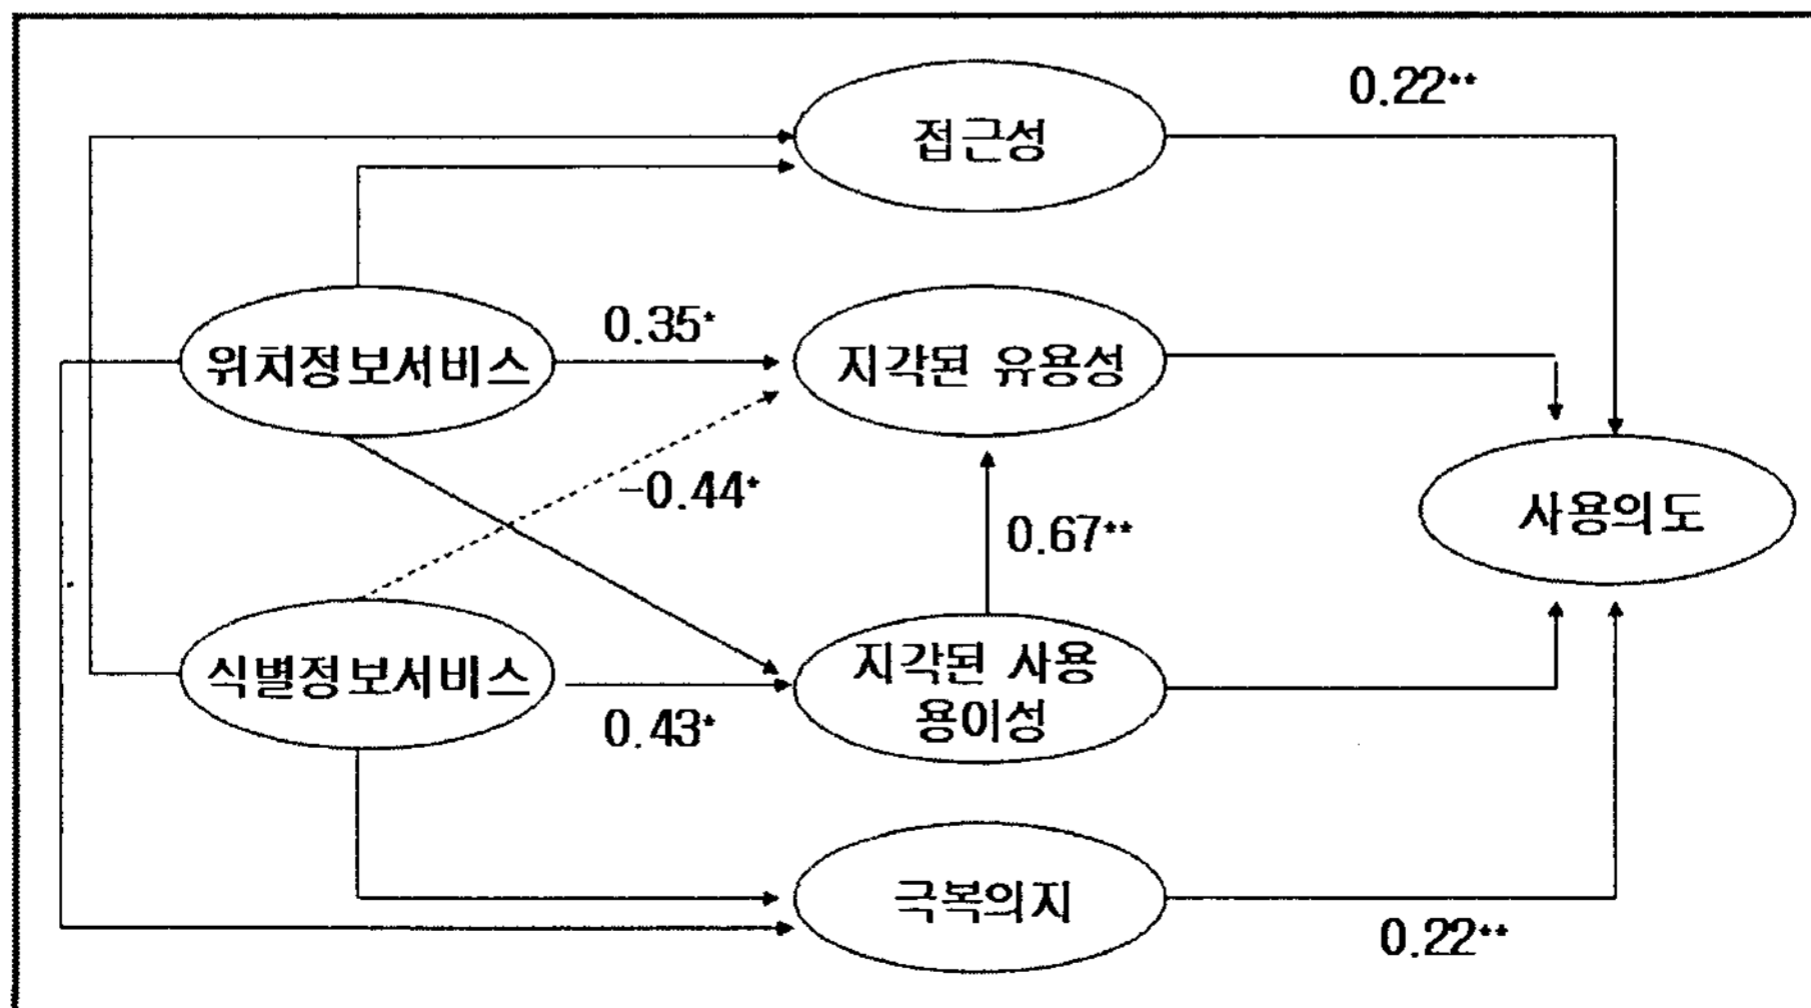 0.22**
접근성
0.35*
위치정보서비스
지각된 유용성
-0.44*
사용의도
0.67**
식별정보서비스
지각된 사용
용이성
0.43*
극복의지
0.22**